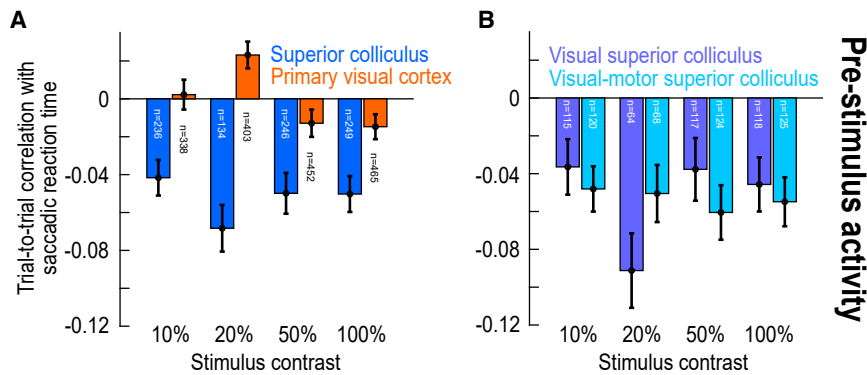 A
Trial-to-trial correlation with
saccadic reaction time
0
-0.04
-0.08
-0.12
Superior colliculus
Primary visual cortex
n=236
n=338
n=134
n=403
n=246
n=452
n=249
n=465
10%
20%
50%
100%
Stimulus contrast
B
0
-0.04
-0.08
-0.12
Visual superior colliculus
Visual-motor superior colliculus
n=115
n=120
n=64
n=68
n=117
n=124
n=118
n=125
10%
20%
50%
100%
Stimulus contrast
Pre-stimulus activity